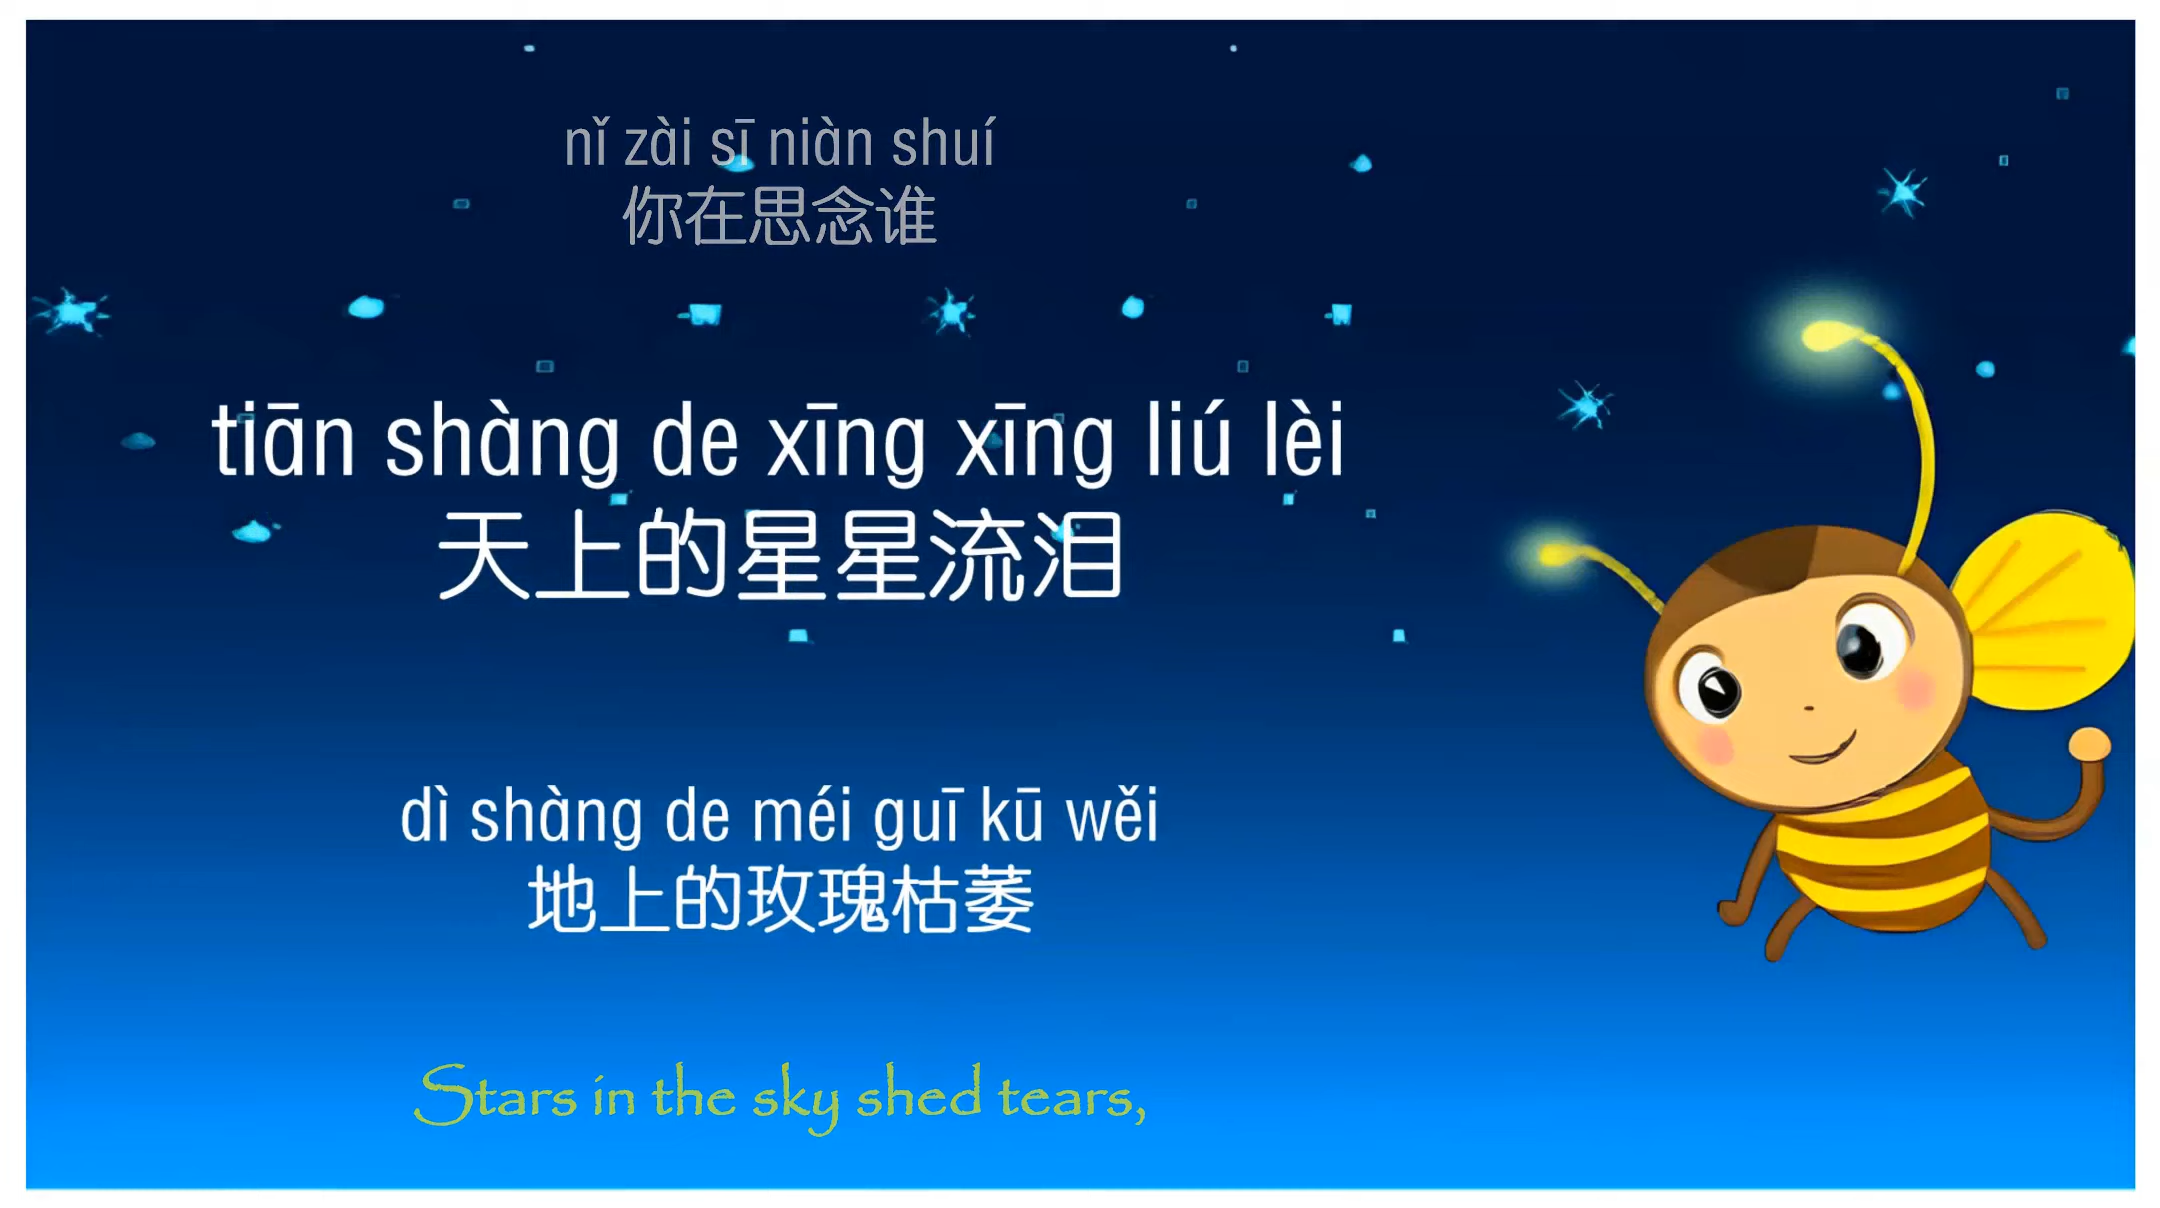 nǐ zài sī niàn shuí
你在思念谁
tiān shàng de xīng xīng liú lèi
天上的星星流泪
dì shàng de méi guī kū wěi
地上的玫瑰枯萎
Stars in the sky shed tears,